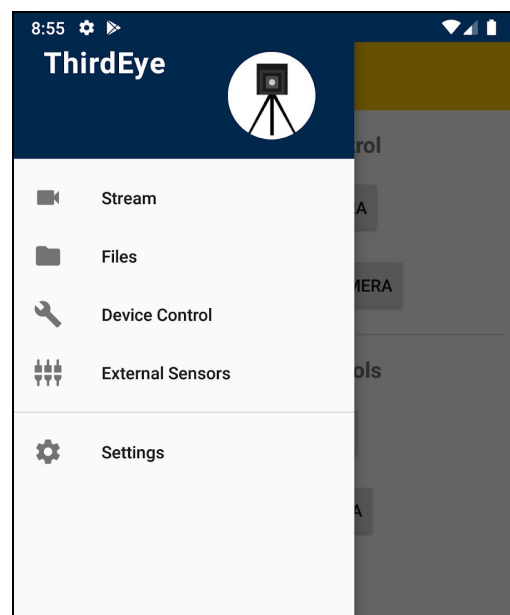 8:55
ThirdEye
Stream
Files
Device Control
External Sensors
Settings